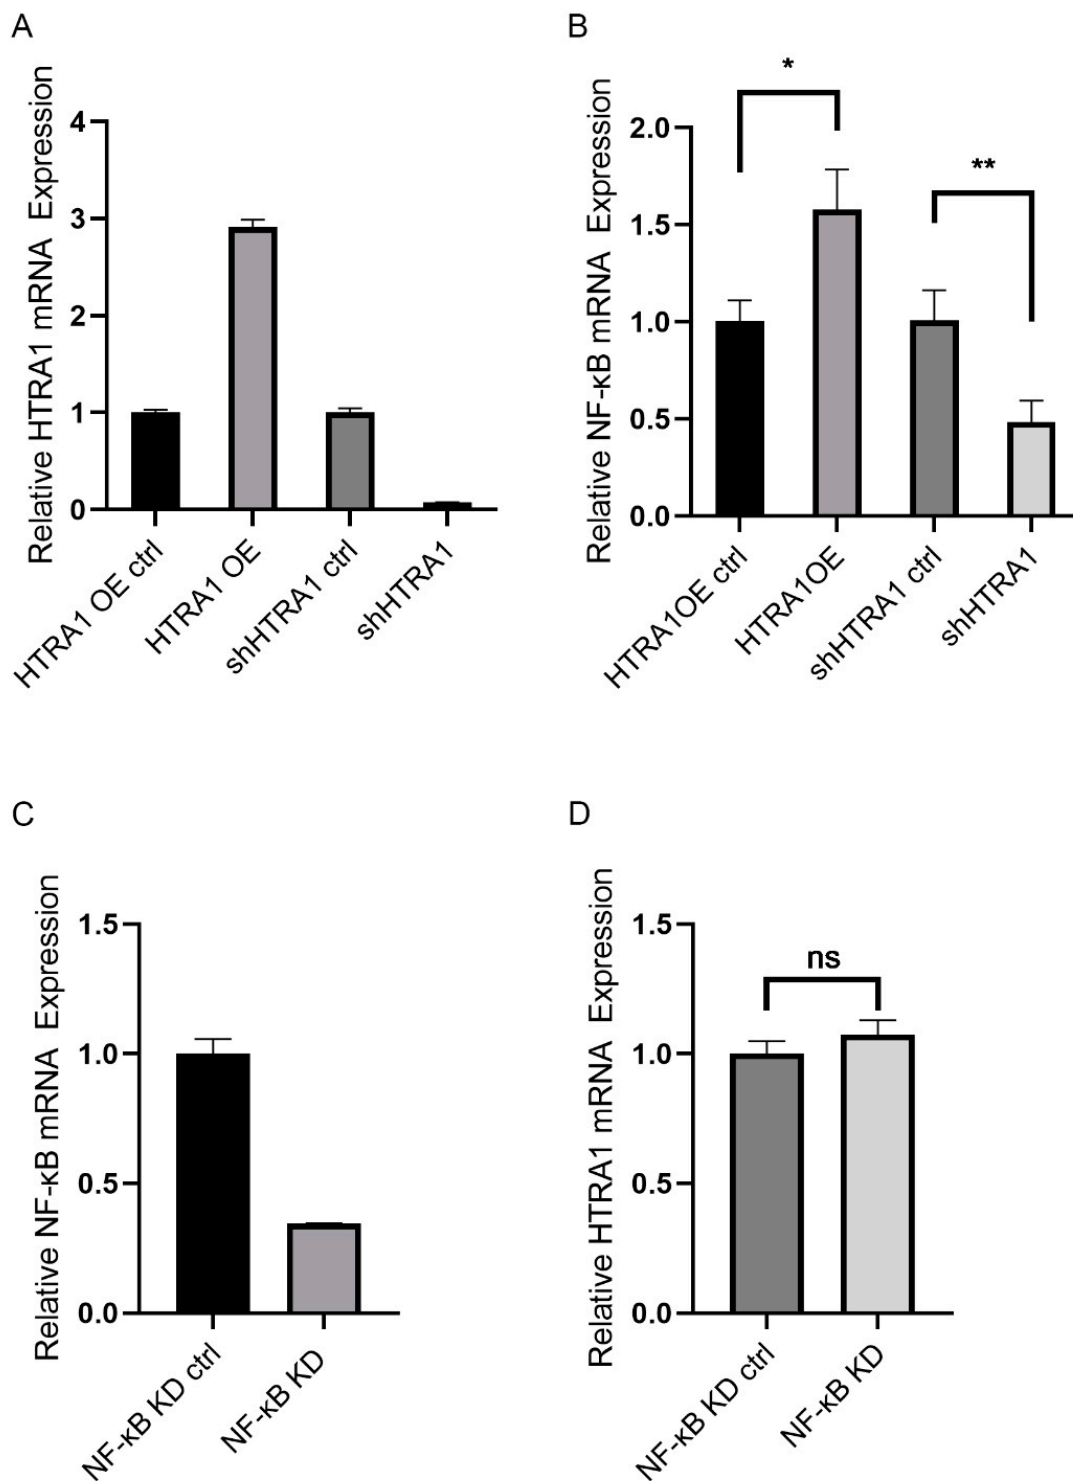 A
Relative HTRA1 mRNA Expression
4
3
2
1
0
HTRA1 OE ctrl
HTRA1 OE
shHTRA1 ctrl
shHTRA1
B
Relative NF-κB mRNA Expression
2.0
1.5
1.0
0.5
0.0
*
**
HTRA1OE ctrl
HTRA1OE
shHTRA1 ctrl
shHTRA1
C
Relative NF-κB mRNA Expression
1.5
1.0
0.5
0.0
NF-κB KD ctrl
NF-κB KD
D
Relative HTRA1 mRNA Expression
1.5
1.0
0.5
0.0
ns
NF-κB KD ctrl
NF-κB KD